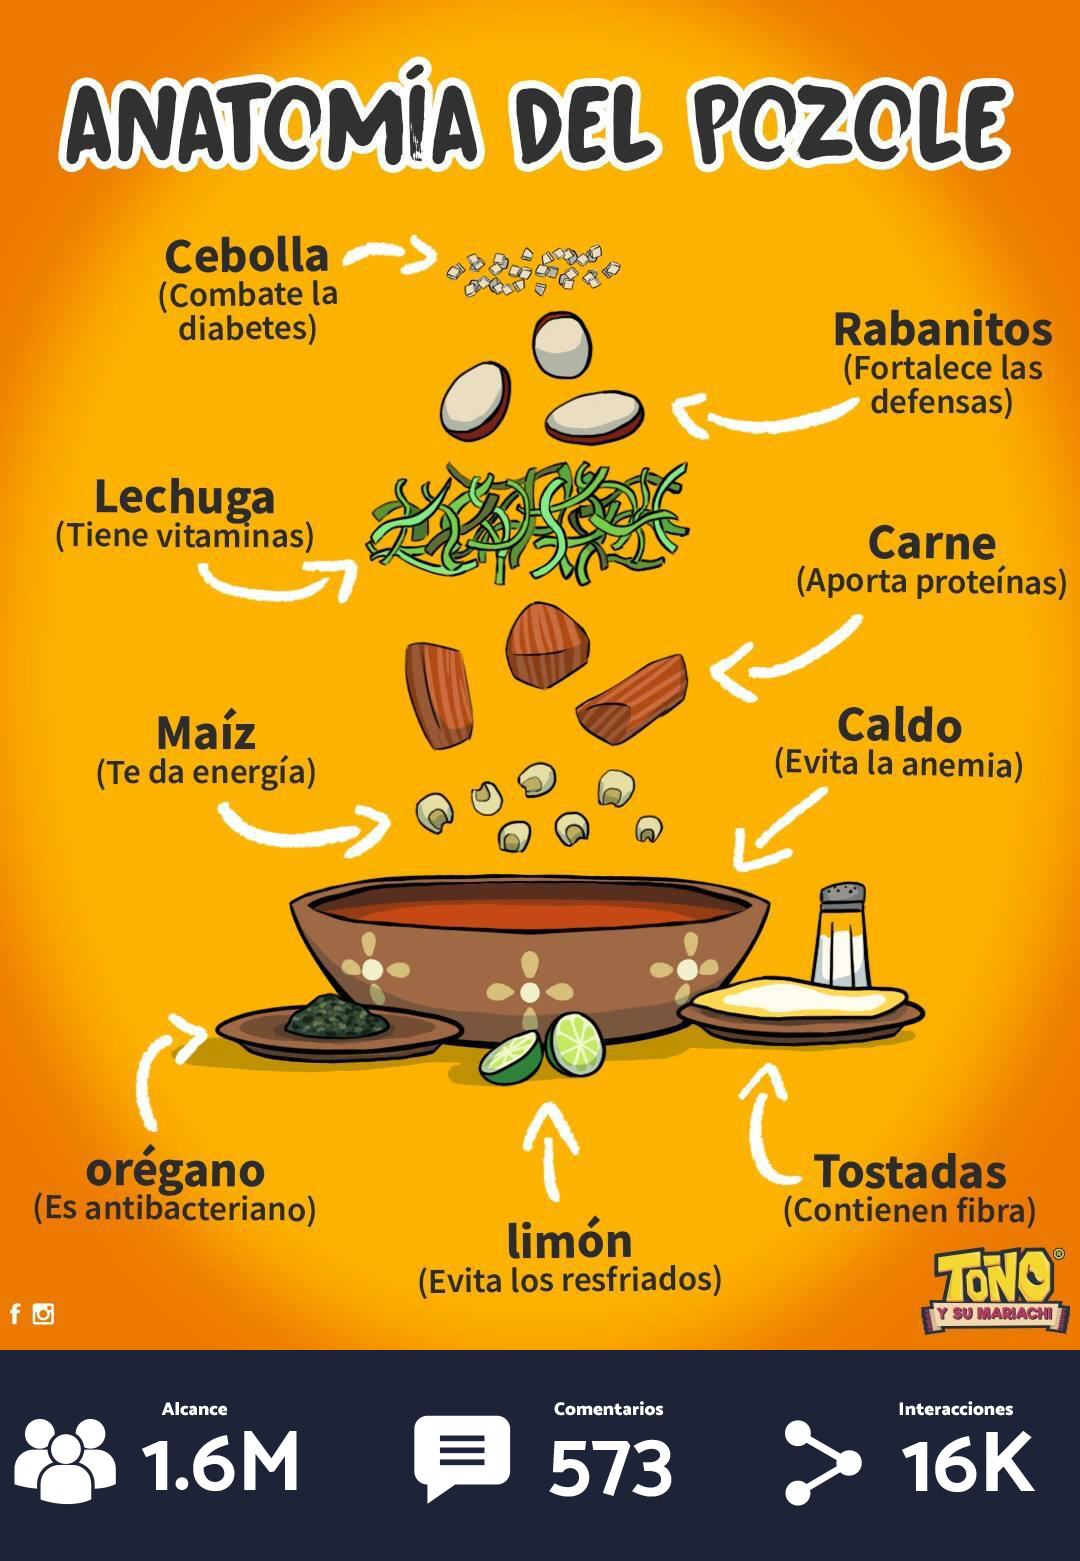 ANATOMÍA DEL POZOLE
Cebolla
(Combate la
diabetes)
Rabanitos
(Fortalece las
defensas)
Lechuga
(Tiene vitaminas)
Carne
(Aporta proteínas)
Maíz
(Te da energía)
Caldo
(Evita la anemia)
orégano
(Es antibacteriano)
limón
(Evita los resfriados)
Tostadas
(Contienen fibra)
TOÑO®
Y SU MARIACHI
Alcance
1.6M
Comentarios
573
Interacciones
16K